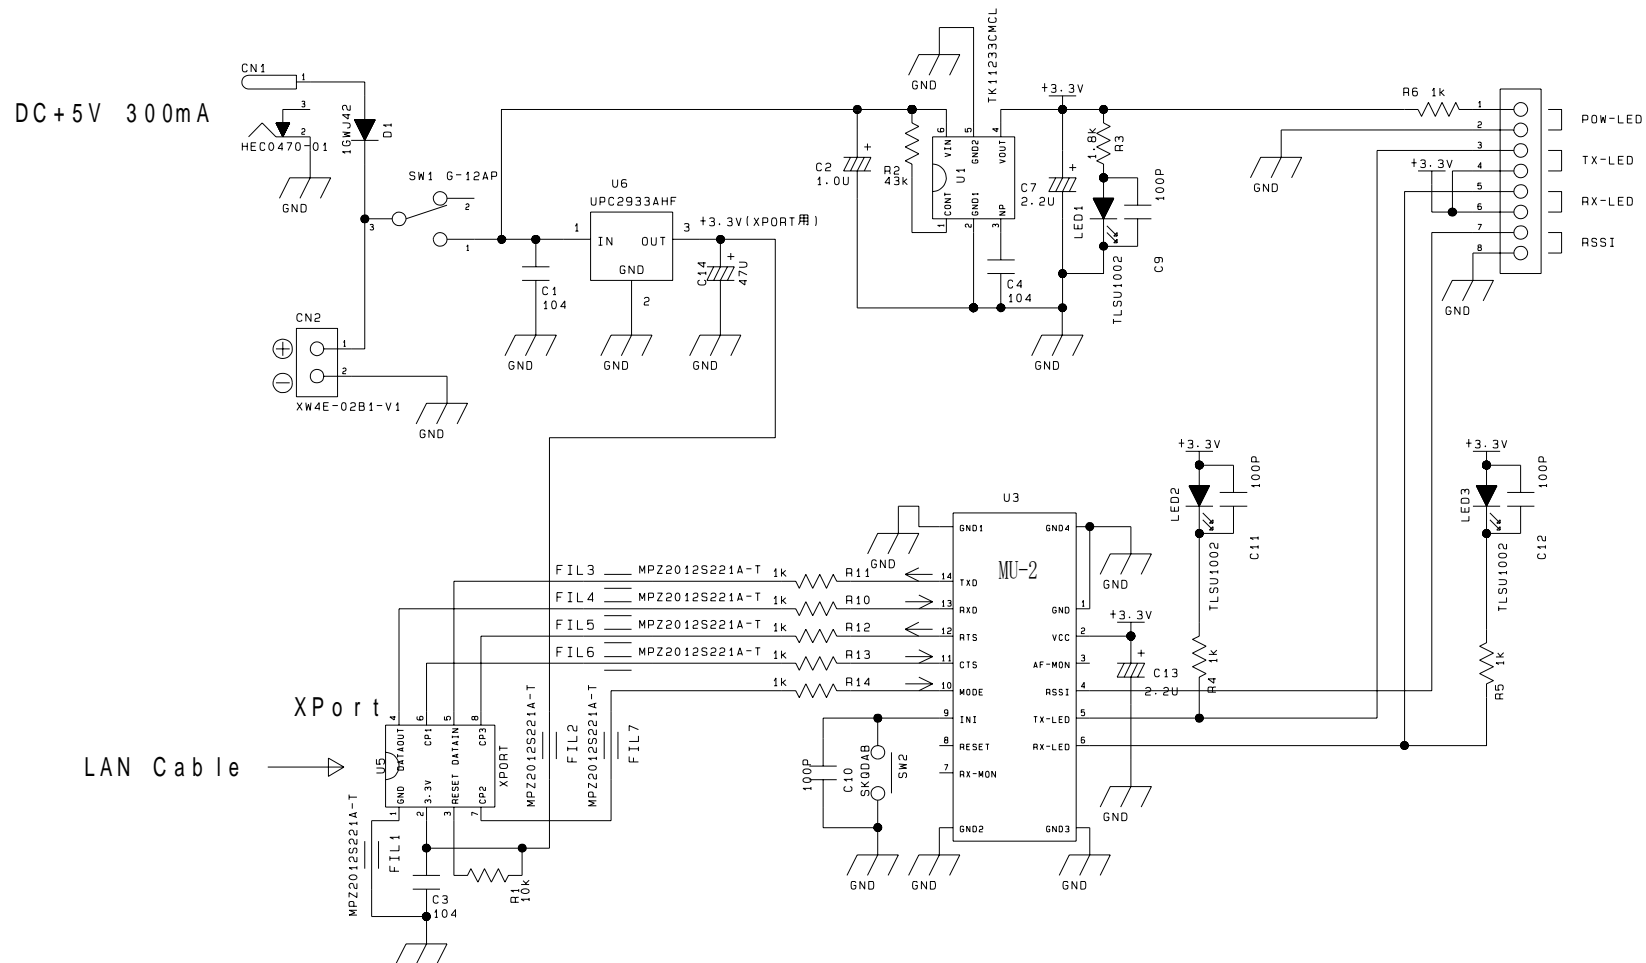 CN1
1
3
2
HEC0470-01
GND
DC+5V 300mA
1GWJ42
D1
SW1 G-12AP
2
3
1
CN2
1
2
XW4E-02B1-V1
GND
U6
UPC2933AHF
1
IN
OUT
3
GND
2
+3.3V(XPORT用)
C1
104
GND
GND
C14
+
47U
GND
GND
TK11233CMCL
C2
1.0U
+
R2
43k
6
5
4
VIN
GND2
VOUT
U1
CONT
GND1
NP
1
2
3
C4
104
+3.3V
C7
2.2U
+
1.8k
R3
LED1
100P
C9
TLSU1002
GND
R6 1k
1
2
3
4
5
6
7
8
POW-LED
TX-LED
RX-LED
RSSI
+3.3V
GND
GND
+3.3V
LED2
100P
C11
TLSU1002
1k
R4
+3.3V
LED3
100P
C12
TLSU1002
1k
R5
U3
MU-2
GND1
GND4
14
TXD
13
RXD
12
RTS
11
CTS
10
MODE
9
INI
8
RESET
7
RX-MON
GND2
GND
1
VCC
2
AF-MON
3
RSSI
4
TX-LED
5
RX-LED
6
GND3
GND
GND
+3.3V
+
C13
2.2U
GND
GND
GND
GND
FIL3
MPZ2012S221A-T
1k
R11
FIL4
MPZ2012S221A-T
1k
R10
FIL5
MPZ2012S221A-T
1k
R12
FIL6
MPZ2012S221A-T
1k
R13
1k
R14
MPZ2012S221A-T
FIL2
MPZ2012S221A-T
FIL7
100P
C10
SKQDAB
SW2
XPort
LAN Cable
4
6
5
8
DATAOUT
CP1
DATAIN
CP3
U5
XPORT
GND
3.3V
RESET
CP2
1
2
3
7
MPZ2012S221A-T
FIL1
C3
104
R1
10k